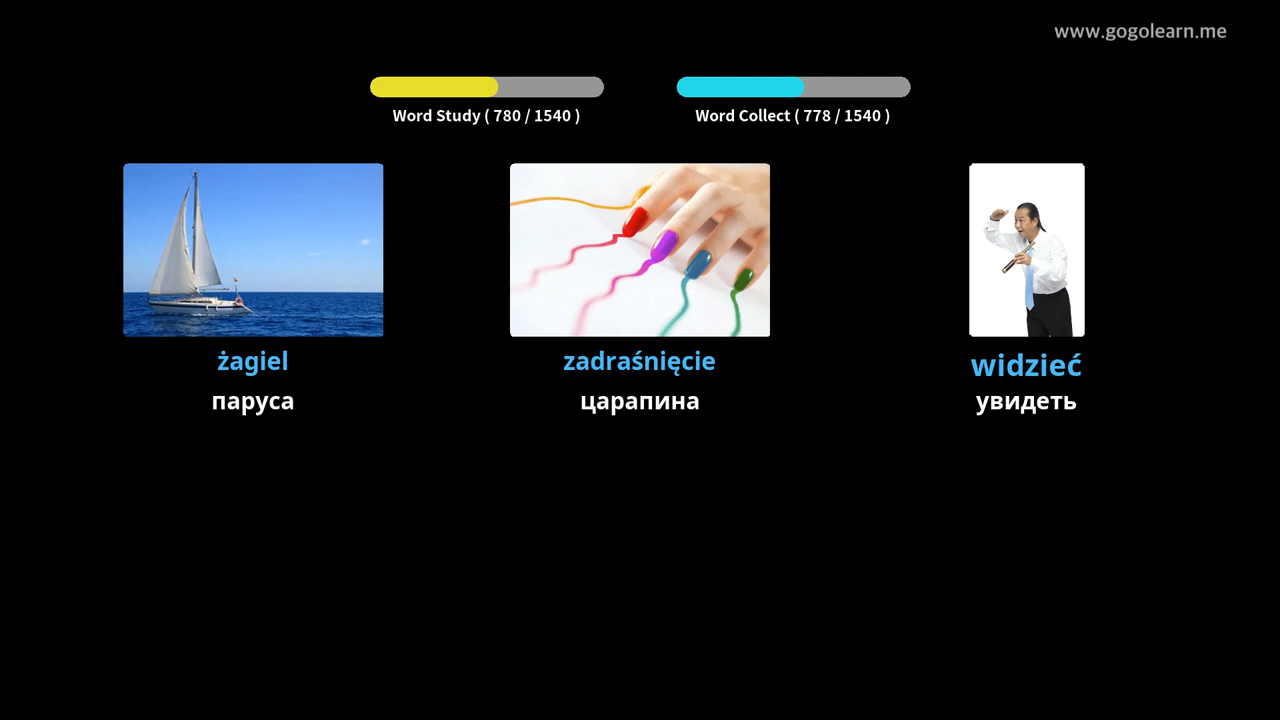 www.gogolearn.me
Word Study ( 780 / 1540 )
Word Collect ( 778 / 1540 )
żagiel
zadraśnięcie
widzieć
паруса
царапина
увидеть